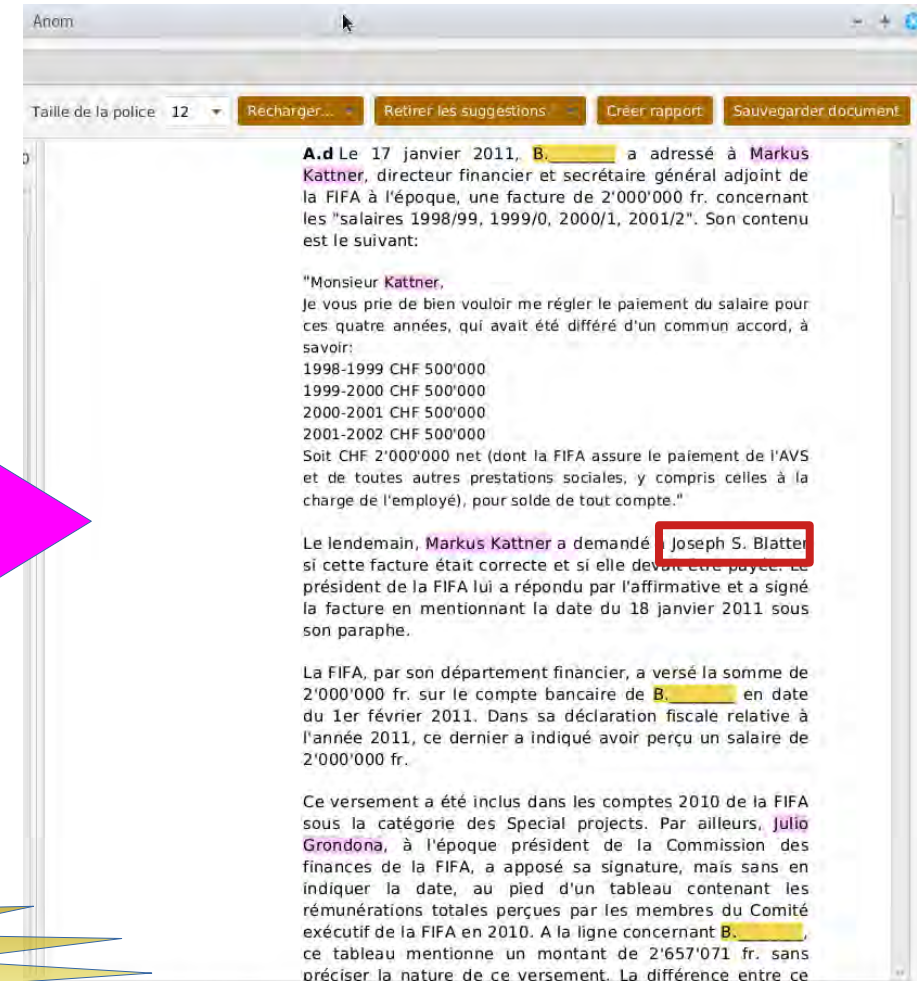 Anom
Taille de la police 12 Recharger... Retirer les suggestions Créer rapport Sauvegarder document
A.d Le 17 janvier 2011, B.________ a adressé à Markus
Kattner, directeur financier et secrétaire général adjoint de
la FIFA à l'époque, une facture de 2'000'000 fr. concernant
les "salaires 1998/99, 1999/0, 2000/1, 2001/2". Son contenu
est le suivant:
"Monsieur Kattner,
Je vous prie de bien vouloir me régler le paiement du salaire pour
ces quatre années, qui avait été différé d'un commun accord, à
savoir:
1998-1999 CHF 500'000
1999-2000 CHF 500'000
2000-2001 CHF 500'000
2001-2002 CHF 500'000
Soit CHF 2'000'000 net (dont la FIFA assure le paiement de l'AVS
et de toutes autres prestations sociales, y compris celles à la
charge de l'employé), pour solde de tout compte."
Le lendemain, Markus Kattner a demandé Joseph S. Blatter
si cette facture était correcte et si elle devait être payée. Le
président de la FIFA lui a répondu par l'affirmative et a signé
la facture en mentionnant la date du 18 janvier 2011 sous
son paraphe.
La FIFA, par son département financier, a versé la somme de
2'000'000 fr. sur le compte bancaire de B.________ en date
du 1er février 2011. Dans sa déclaration fiscale relative à
l'année 2011, ce dernier a indiqué avoir perçu un salaire de
2'000'000 fr.
Ce versement a été inclus dans les comptes 2010 de la FIFA
sous la catégorie des Special projects. Par ailleurs, Julio
Grondona, à l'époque président de la Commission des
finances de la FIFA, a apposé sa signature, mais sans en
indiquer la date, au pied d'un tableau contenant les
rémunérations totales perçues par les membres du Comité
exécutif de la FIFA en 2010. A la ligne concernant B.________,
ce tableau mentionne un montant de 2'657'071 fr. sans
préciser la nature de ce versement. La différence entre ce